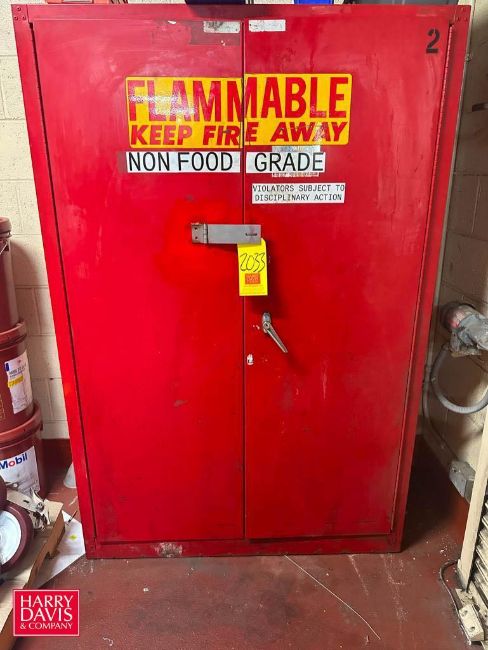 2
FLAMMABLE
KEEP FIRE AWAY
NON FOOD GRADE
VIOLATORS SUBJECT TO
DISCIPLINARY ACTION
2033
Mobil
HARRY
DAVIS
& COMPANY